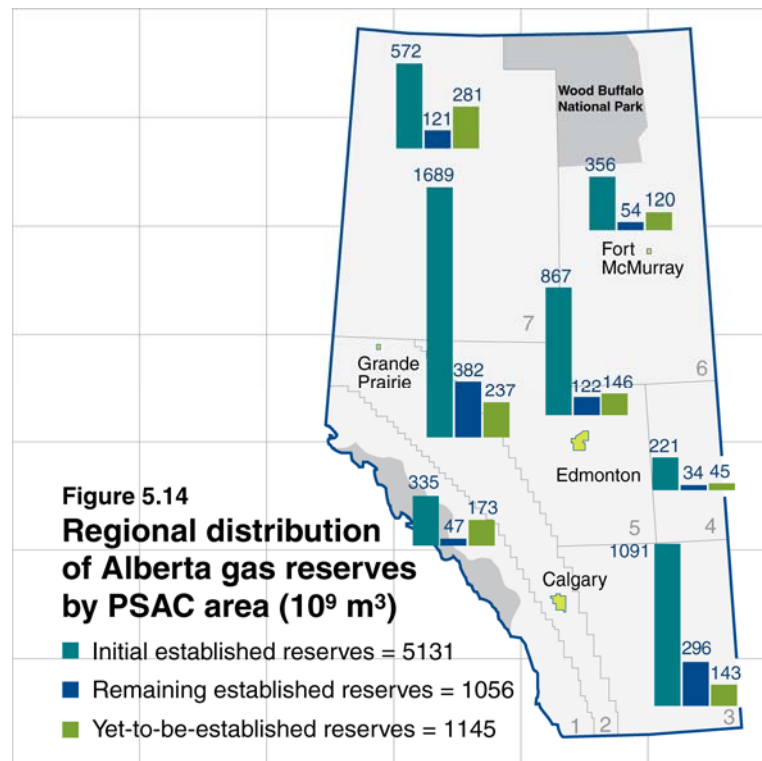 572
121
281
Wood Buffalo
National Park
1689
356
54
120
Fort
McMurray
867
7
Grande
Prairie
382
237
122
146
6
Edmonton
221
34
45
335
47
173
5
4
1091
Calgary
296
143
1
2
3
Figure 5.14
Regional distribution
of Alberta gas reserves
by PSAC area (10⁹ m³)
Initial established reserves = 5131
Remaining established reserves = 1056
Yet-to-be-established reserves = 1145